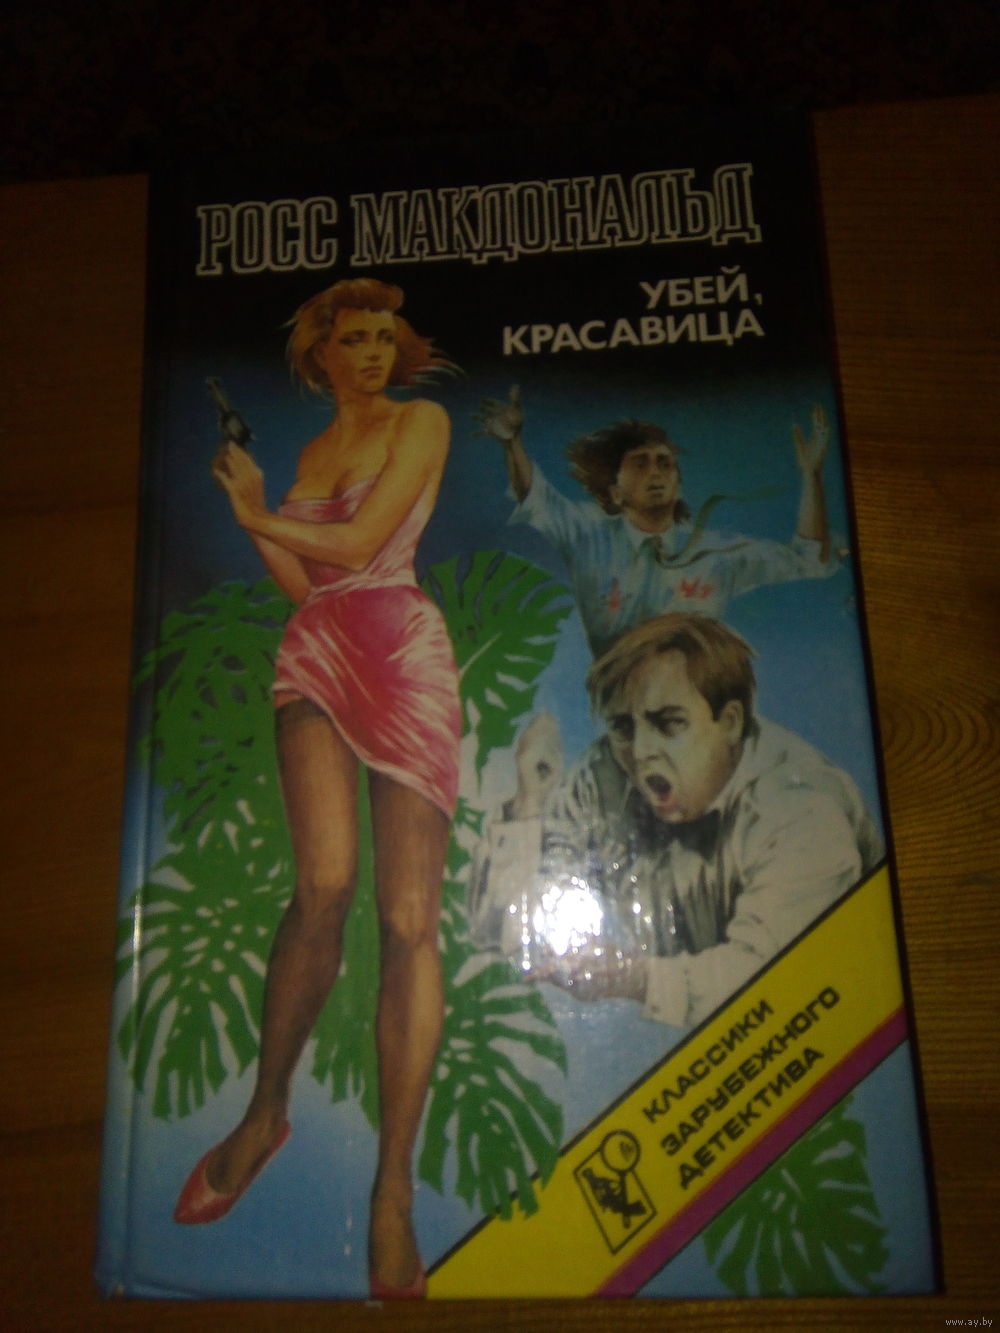 РОСС МАКДОНАЛЬД
УБЕЙ,
КРАСАВИЦА
КЛАССИКИ
ЗАРУБЕЖНОГО
ДЕТЕКТИВА
www.ay.by